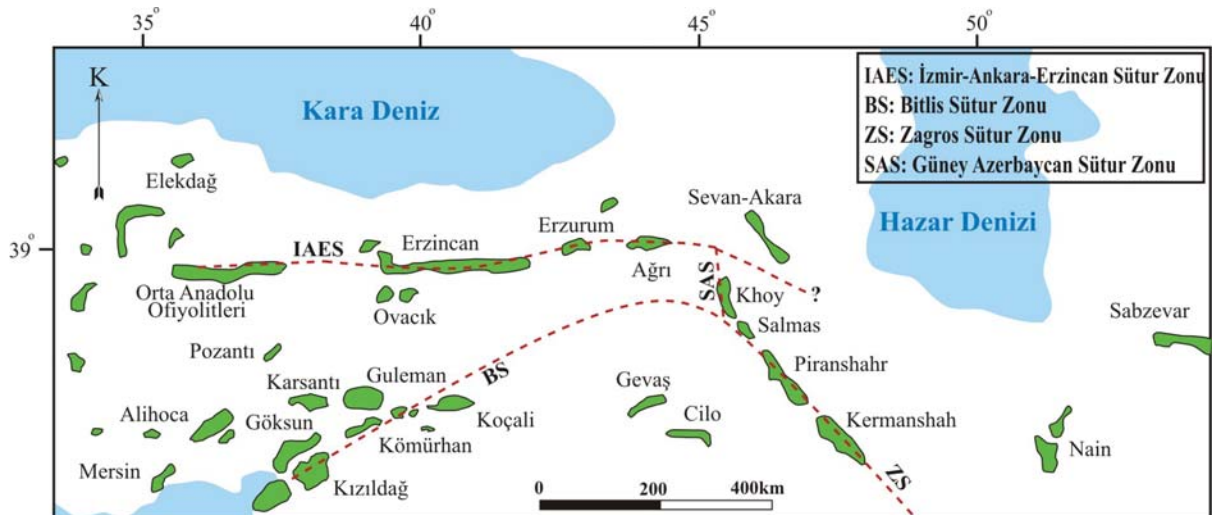 35°
40°
45°
50°
K
Kara Deniz
IAES: İzmir-Ankara-Erzincan Sütur Zonu
BS: Bitlis Sütur Zonu
ZS: Zagros Sütur Zonu
SAS: Güney Azerbaycan Sütur Zonu
Elekdağ
Sevan-Akara
Hazar Denizi
39°
IAES
Erzincan
Erzurum
Ağrı
SAS
Khoy
?
Orta Anadolu
Ofiyolitleri
Ovacık
Salmas
Sabzevar
Pozantı
Piranshahr
Karsantı
Guleman
BS
Gevaş
Alihoca
Göksun
Koçali
Cilo
Kermanshah
Kömürhan
Nain
Mersin
Kızıldağ
ZS
0
200
400km